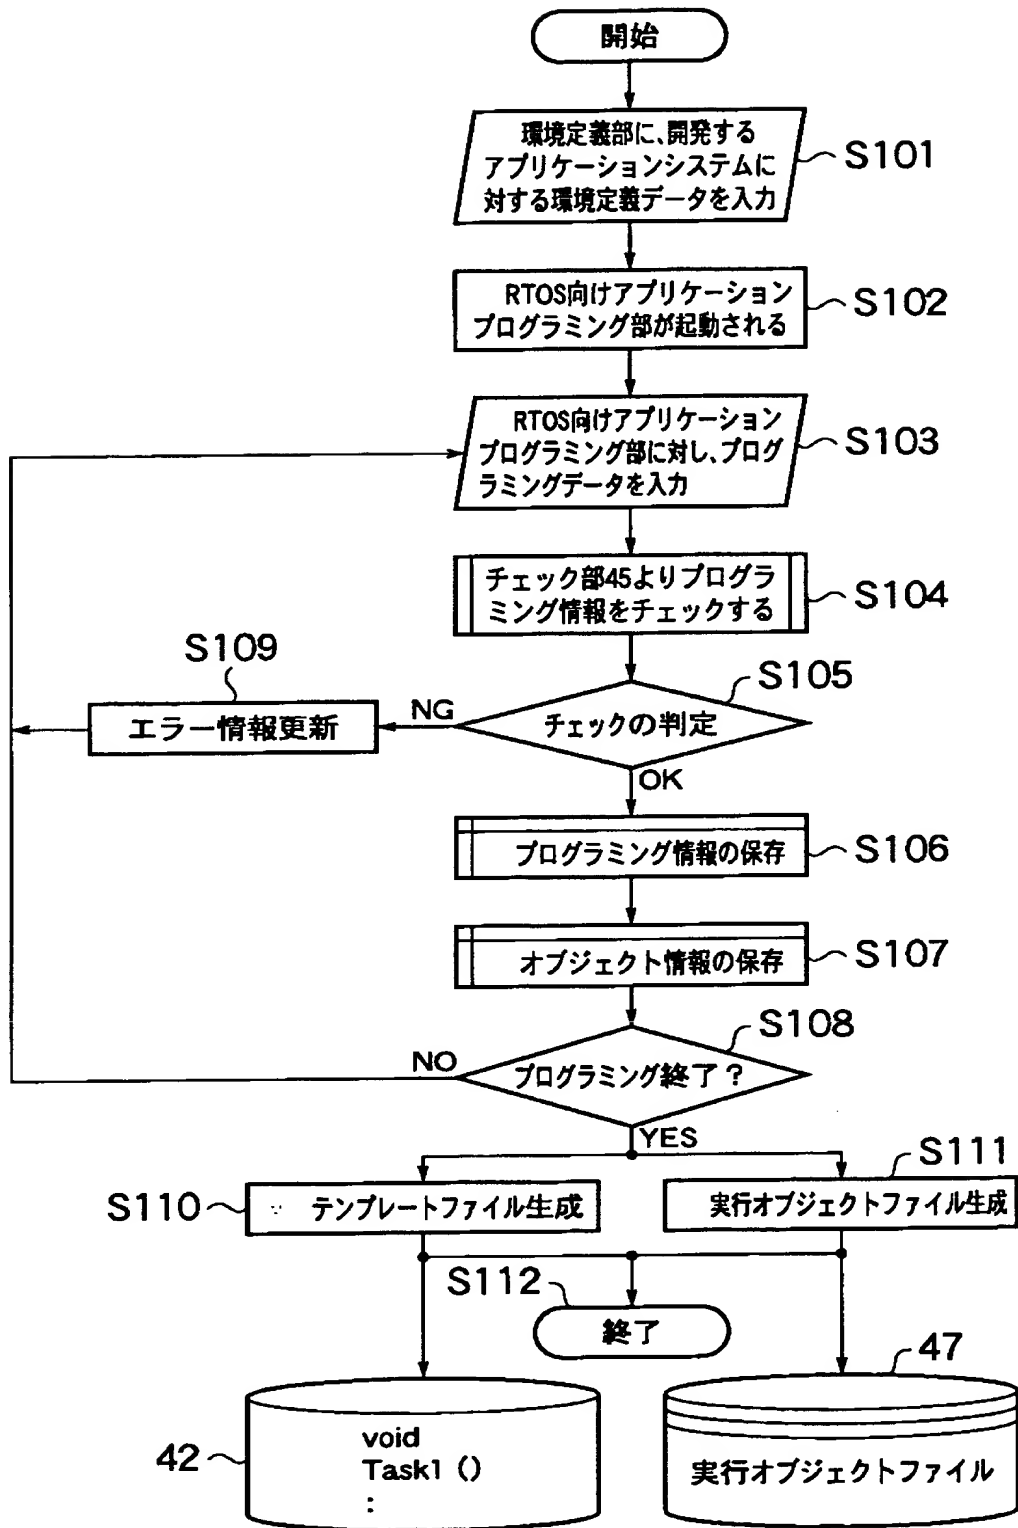 開始
環境定義部に、開発する
アプリケーションシステムに
対する環境定義データを入力
S101
RTOS向けアプリケーション
プログラミング部が起動される
S102
RTOS向けアプリケーション
プログラミング部に対し、プログ
ラミングデータを入力
S103
チェック部45よりプログラ
ミング情報をチェックする
S104
S109
エラー情報更新
NG
S105
チェックの判定
OK
プログラミング情報の保存
S106
オブジェクト情報の保存
S107
S108
NO
プログラミング終了？
YES
S110
テンプレートファイル生成
S111
実行オブジェクトファイル生成
S112
終了
42
void
Task1 ()
:
47
実行オブジェクトファイル